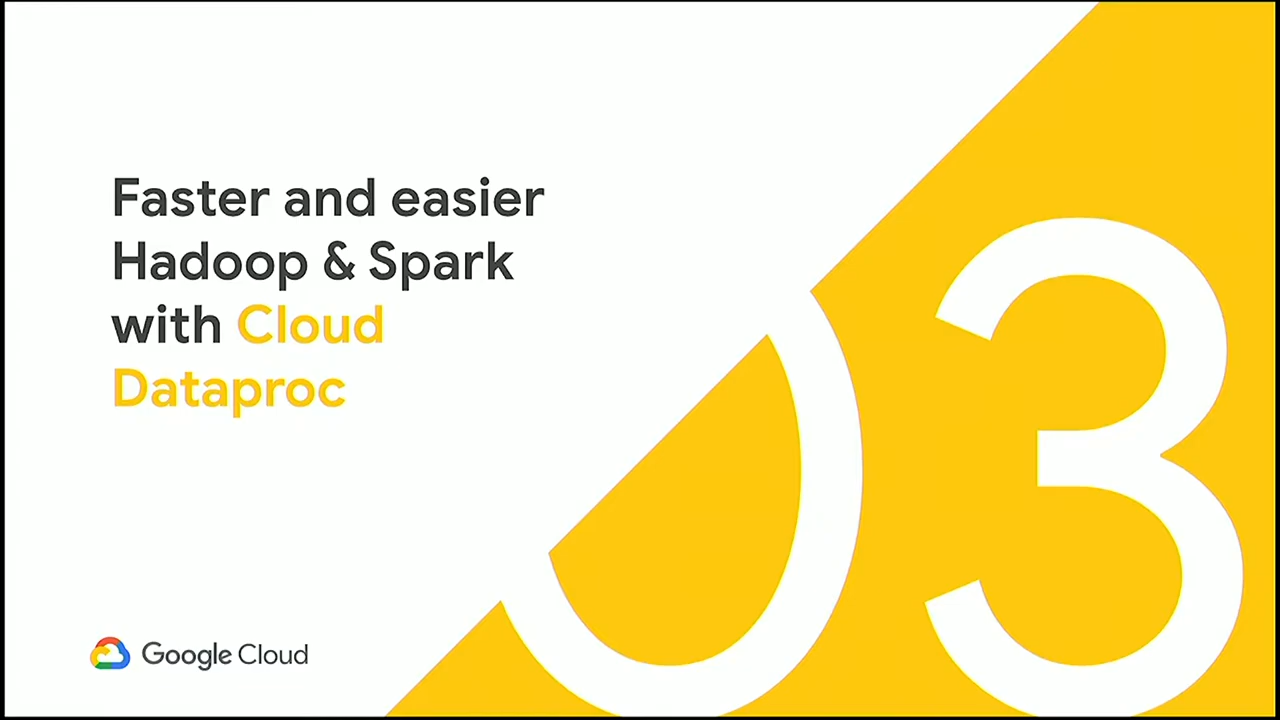 Faster and easier
Hadoop & Spark
with Cloud
Dataproc
03
Google Cloud